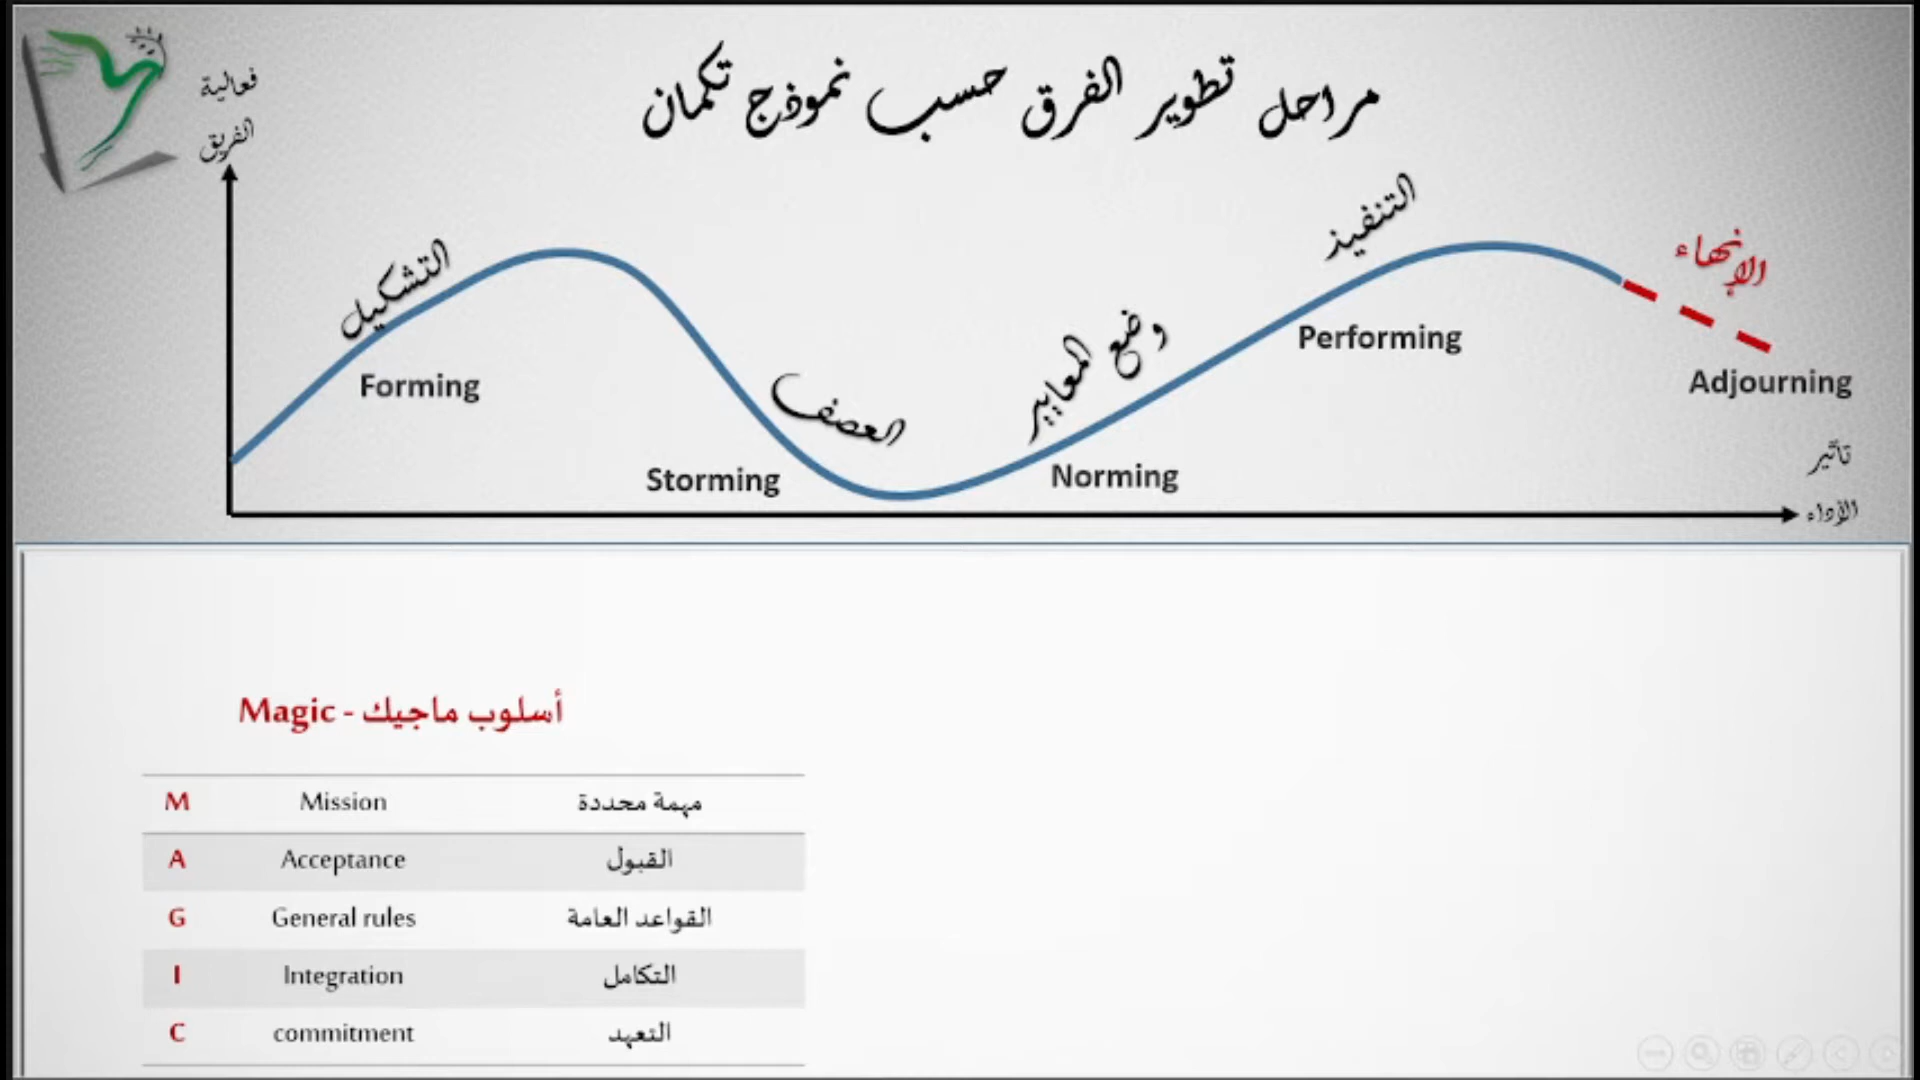 مراحل تطوير الفرق حسب نموذج تكمان
فعالية
الفريق
التشكيل
Forming
العصف
Storming
وضع المعايير
Norming
التنفيذ
Performing
الإنهاء
Adjourning
تأثير
الأداء
أسلوب ماجيك - Magic
M Mission مهمة محددة
A Acceptance القبول
G General rules القواعد العامة
I Integration التكامل
C commitment التعهد